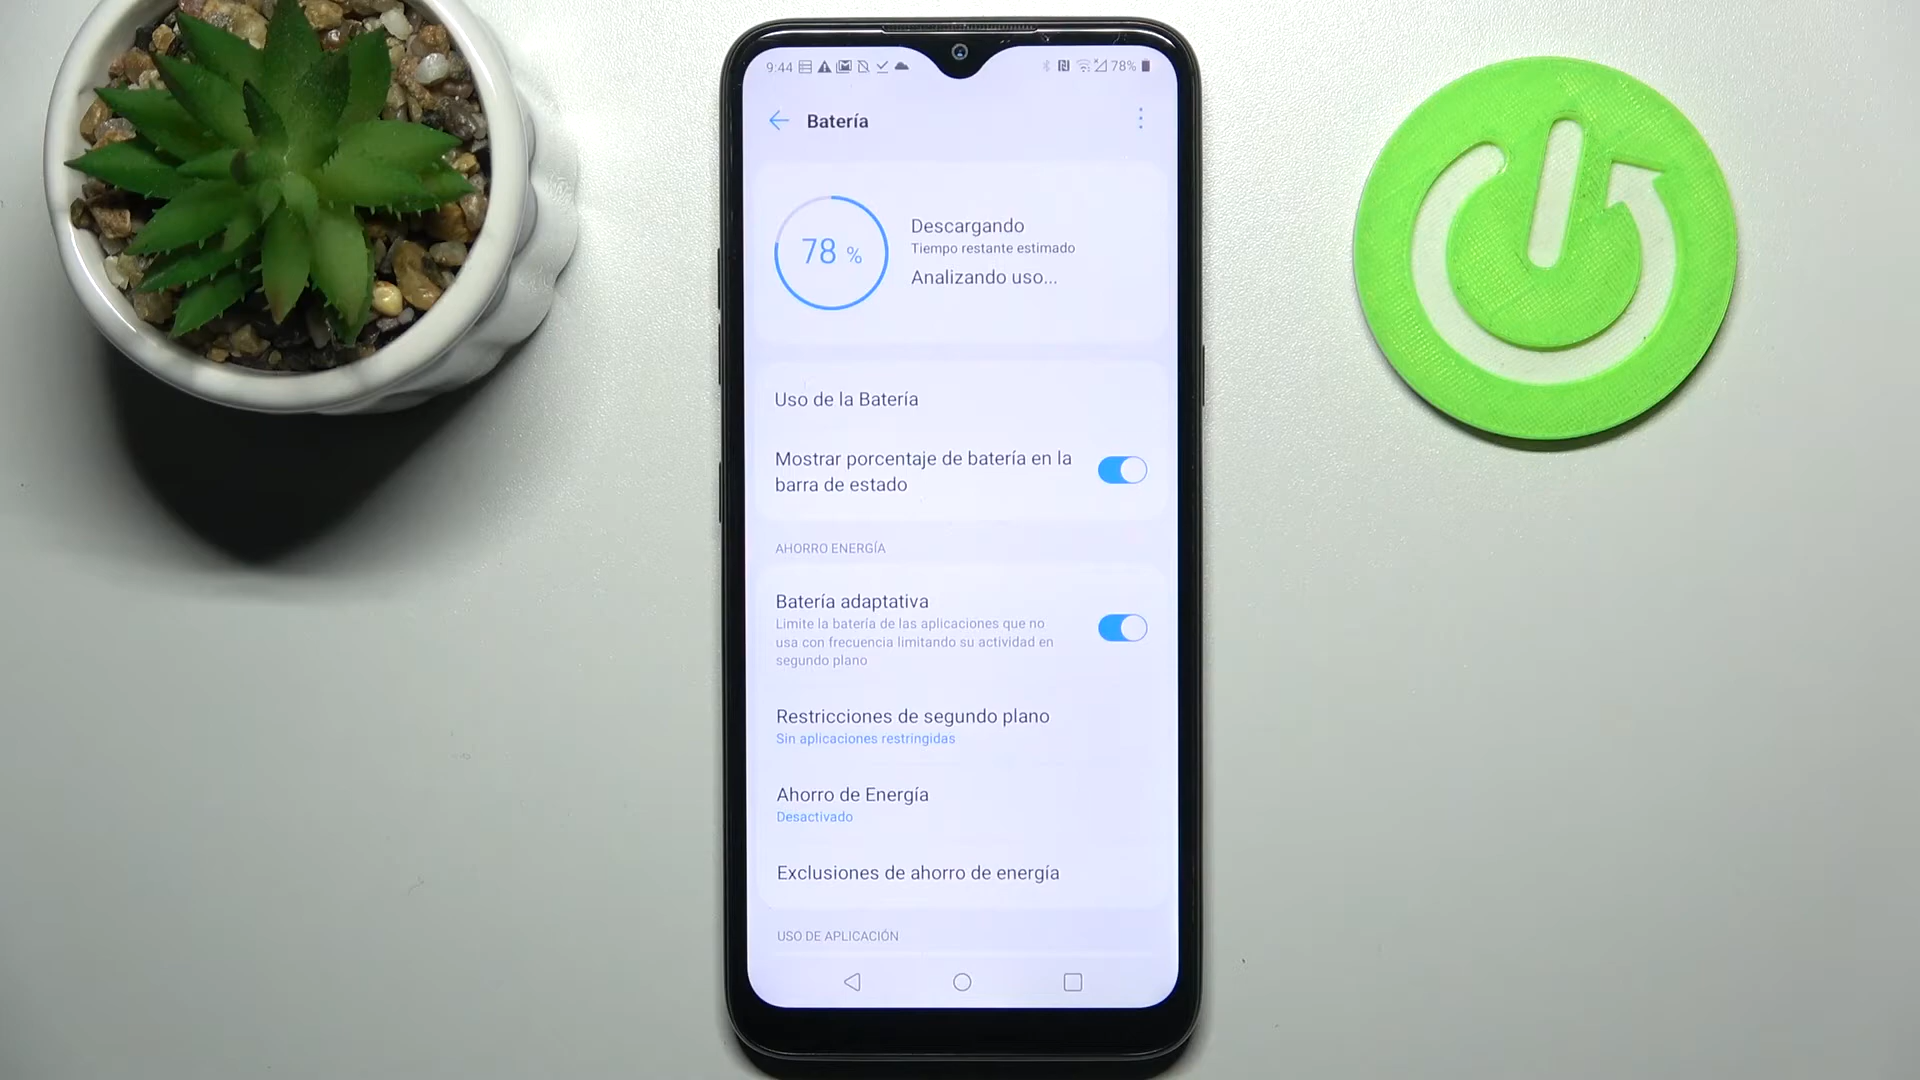 9:44 78%
Batería
78 %
Descargando
Tiempo restante estimado
Analizando uso...
Uso de la Batería
Mostrar porcentaje de batería en la
barra de estado
AHORRO ENERGÍA
Batería adaptativa
Limite la batería de las aplicaciones que no
usa con frecuencia limitando su actividad en
segundo plano
Restricciones de segundo plano
Sin aplicaciones restringidas
Ahorro de Energía
Desactivado
Exclusiones de ahorro de energía
USO DE APLICACIÓN